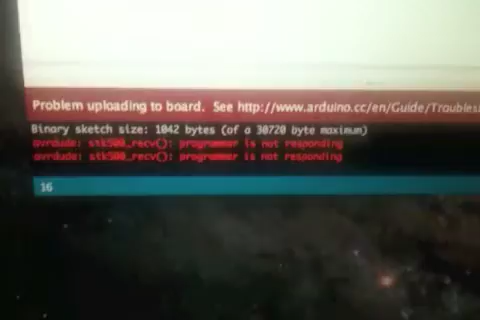 Problem uploading to board. See http://www.arduino.cc/en/Guide/Troubles
Binary sketch size: 1042 bytes (of a 30720 byte maximum)
avrdude: stk500_recv(): programmer is not responding
avrdude: stk500_recv(): programmer is not responding
16